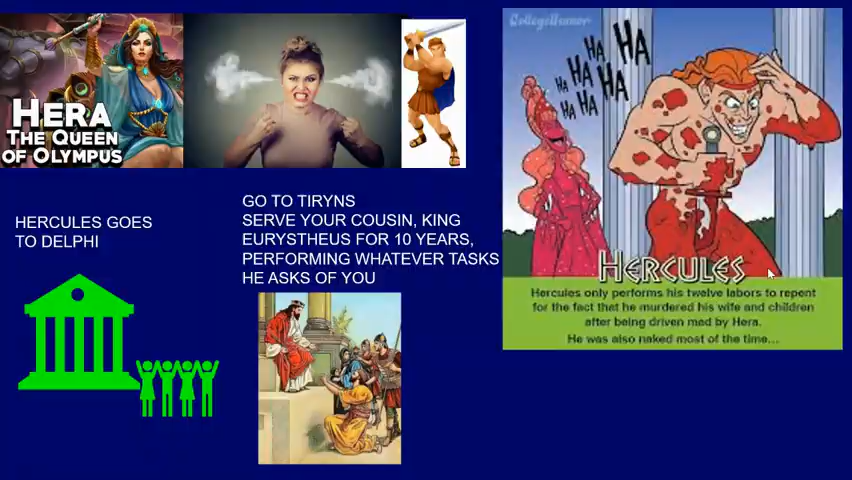 HERA
THE QUEEN
OF OLYMPUS
CollegeHumor
HA
HA
HA
HA
HA
HA
HA
HERCULES GOES
TO DELPHI
GO TO TIRYNS
SERVE YOUR COUSIN, KING
EURYSTHEUS FOR 10 YEARS,
PERFORMING WHATEVER TASKS
HE ASKS OF YOU
HERCULES
Hercules only performs his twelve labors to repent
for the fact that he murdered his wife and children
after being driven mad by Hera.
He was also naked most of the time...